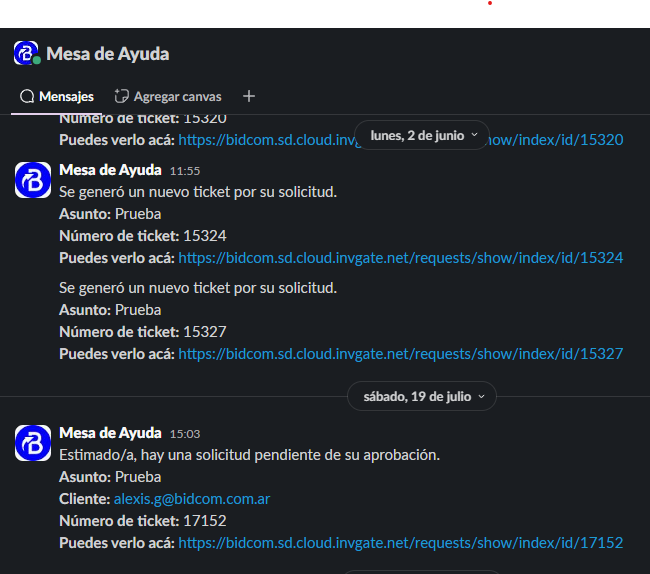 Mesa de Ayuda
Mensajes Agregar canvas
Número de ticket: 15320
lunes, 2 de junio
Puedes verlo acá: https://bidcom.sd.cloud.invg how/index/id/15320
Mesa de Ayuda 11:55
Se generó un nuevo ticket por su solicitud.
Asunto: Prueba
Número de ticket: 15324
Puedes verlo acá: https://bidcom.sd.cloud.invgate.net/requests/show/index/id/15324
Se generó un nuevo ticket por su solicitud.
Asunto: Prueba
Número de ticket: 15327
Puedes verlo acá: https://bidcom.sd.cloud.invgate.net/requests/show/index/id/15327
sábado, 19 de julio
Mesa de Ayuda 15:03
Estimado/a, hay una solicitud pendiente de su aprobación.
Asunto: Prueba
Cliente: alexis.g@bidcom.com.ar
Número de ticket: 17152
Puedes verlo acá: https://bidcom.sd.cloud.invgate.net/requests/show/index/id/17152